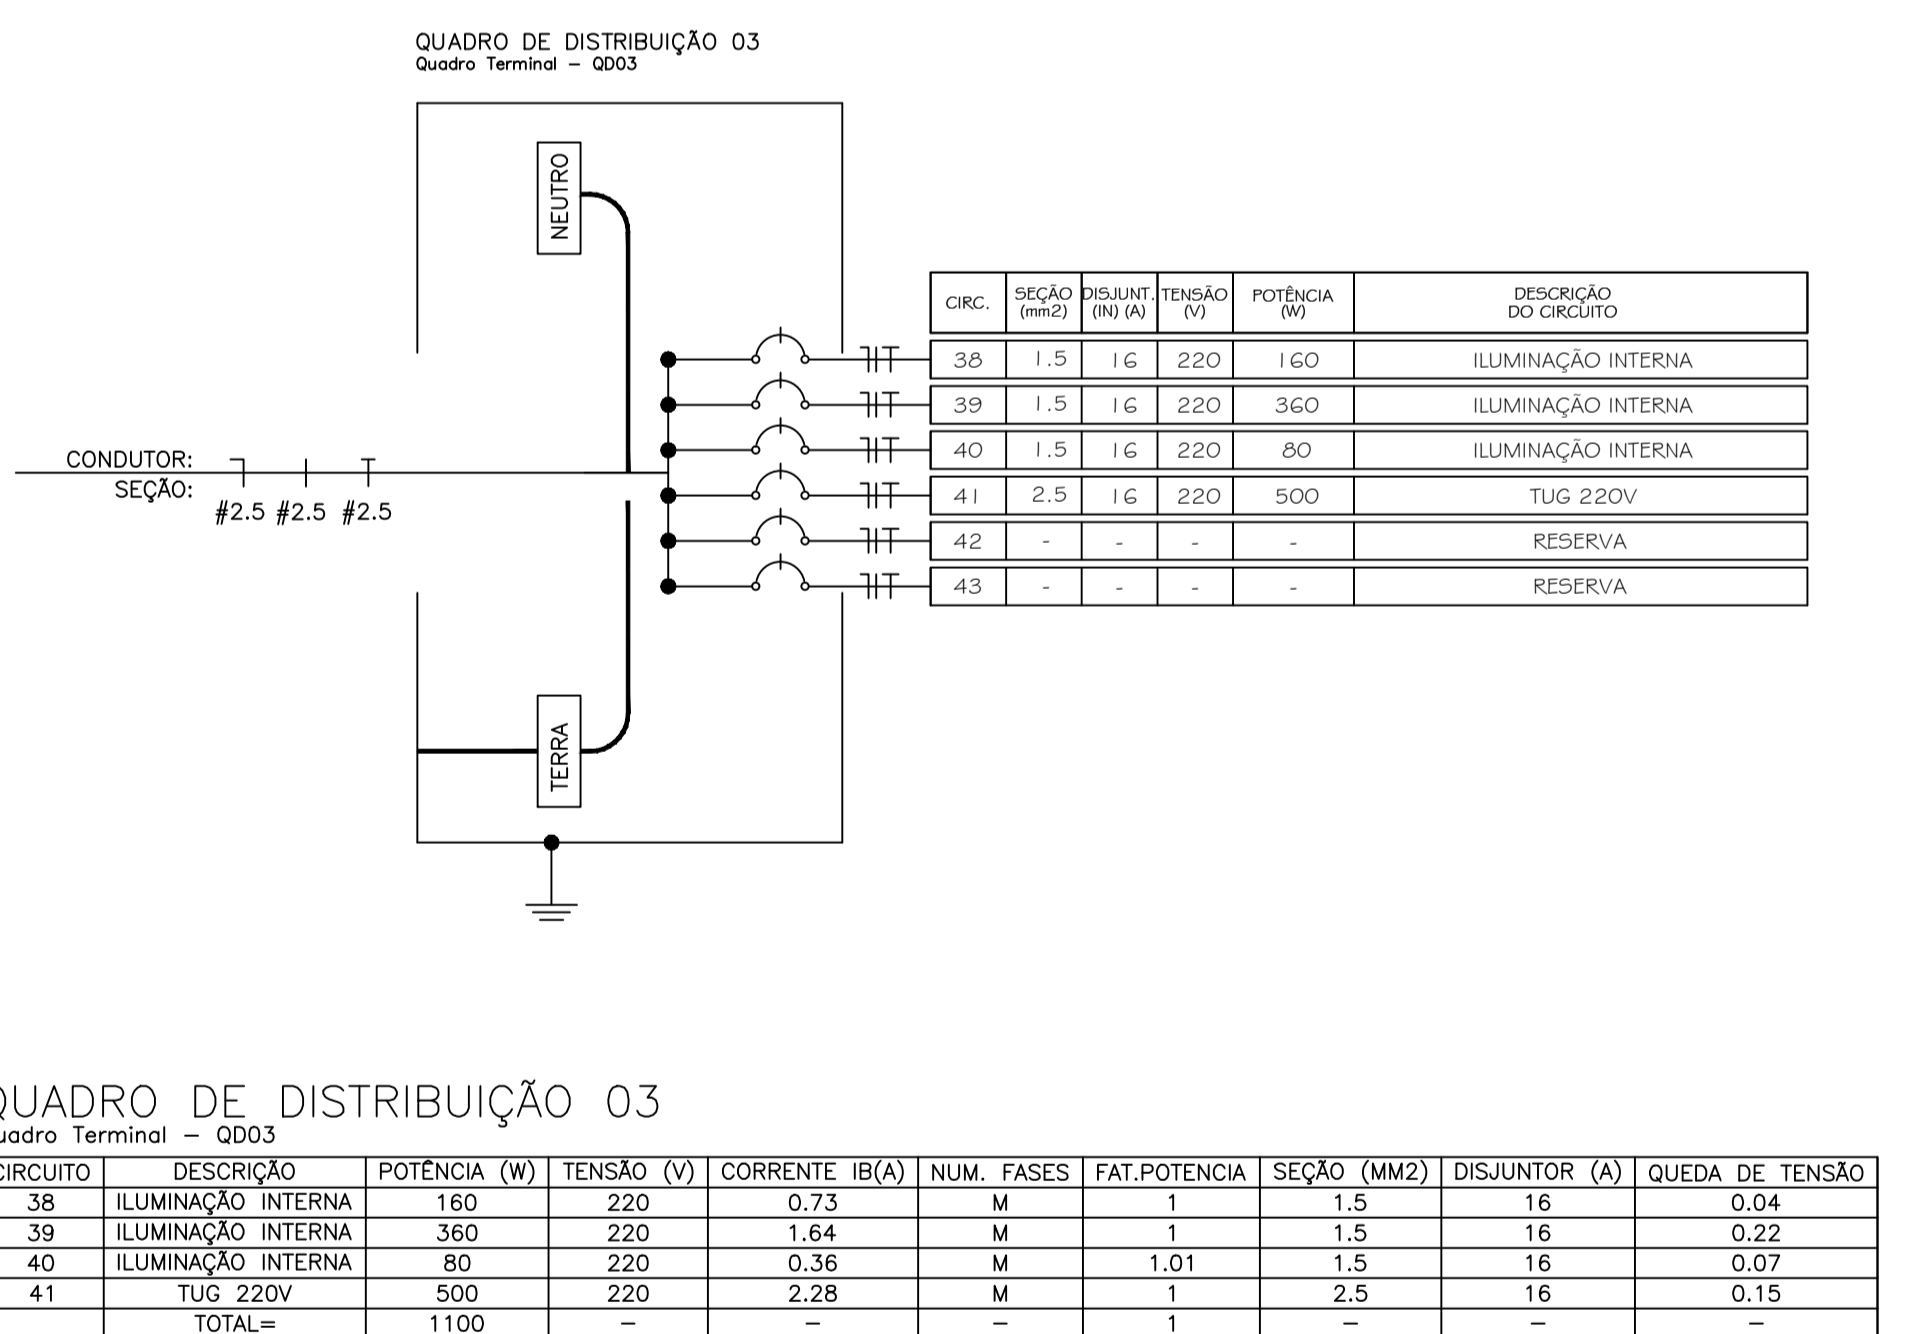 QUADRO DE DISTRIBUIÇÃO 03
Quadro Terminal – QD03
NEUTRO
CIRC. SEÇÃO (mm2) DISJUNT. (IN) (A) TENSÃO (V) POTÊNCIA (W) DESCRIÇÃO DO CIRCUITO
38 1.5 16 220 160 ILUMINAÇÃO INTERNA
39 1.5 16 220 360 ILUMINAÇÃO INTERNA
40 1.5 16 220 80 ILUMINAÇÃO INTERNA
41 2.5 16 220 500 TUG 220V
42 - - - - RESERVA
43 - - - - RESERVA
CONDUTOR:
SEÇÃO:
#2.5 #2.5 #2.5
TERRA
QUADRO DE DISTRIBUIÇÃO 03
uadro Terminal – QD03
CIRCUITO DESCRIÇÃO POTÊNCIA (W) TENSÃO (V) CORRENTE IB(A) NUM. FASES FAT.POTENCIA SEÇÃO (MM2) DISJUNTOR (A) QUEDA DE TENSÃO
38 ILUMINAÇÃO INTERNA 160 220 0.73 M 1 1.5 16 0.04
39 ILUMINAÇÃO INTERNA 360 220 1.64 M 1 1.5 16 0.22
40 ILUMINAÇÃO INTERNA 80 220 0.36 M 1.01 1.5 16 0.07
41 TUG 220V 500 220 2.28 M 1 2.5 16 0.15
TOTAL= 1100 – – – 1 – – –